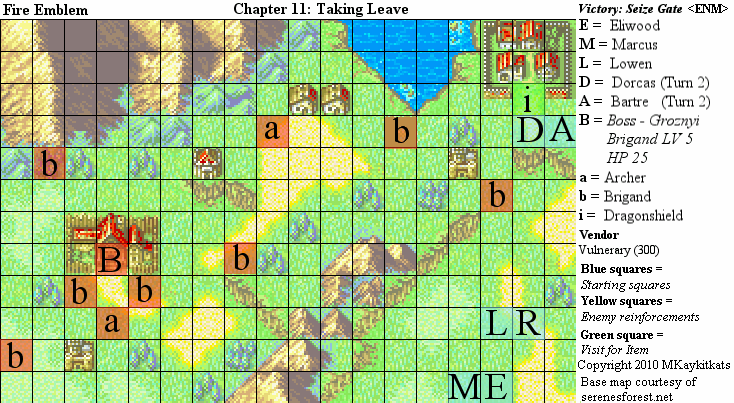 Fire Emblem Chapter 11: Taking Leave Victory: Seize Gate <ENM>
E = Eliwood
M = Marcus
L = Lowen
D = Dorcas (Turn 2)
A = Bartre (Turn 2)
B = Boss - Groznyi
Brigand LV 5
HP 25
a = Archer
b = Brigand
i = Dragonshield
Vendor
Vulnerary (300)
Blue squares =
Starting squares
Yellow squares =
Enemy reinforcements
Green square =
Visit for Item
Copyright 2010 MKaykitkats
Base map courtesy of
serenesforest.net
i
a b D A
b
b
B b
b b
a L R
b
M E